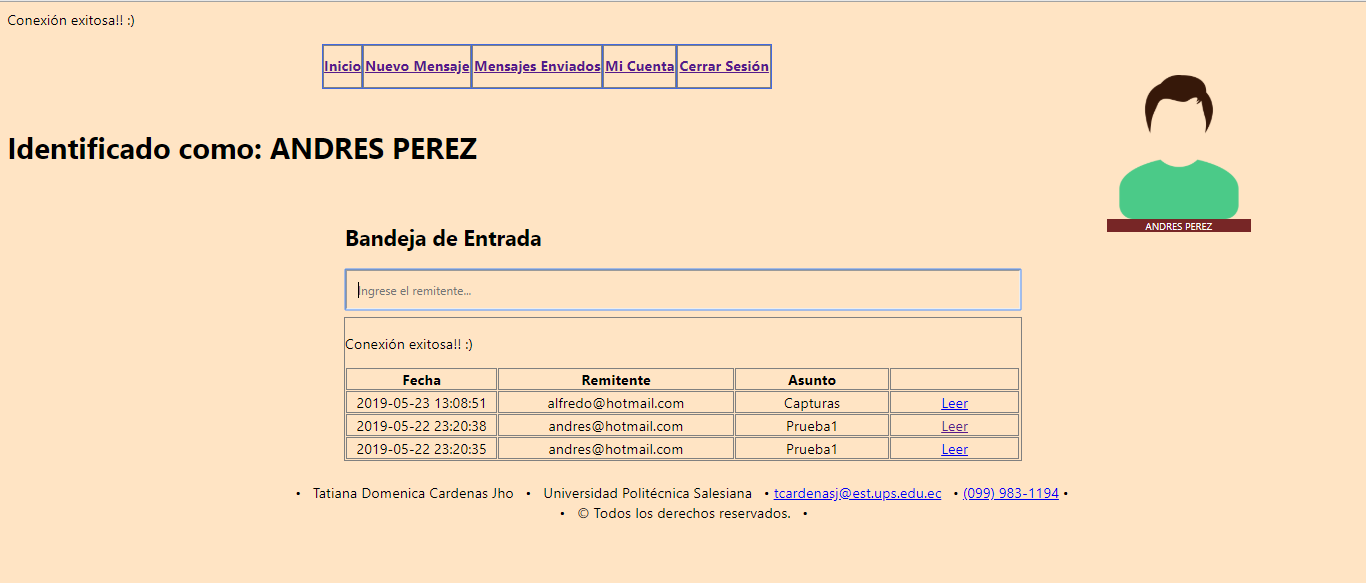 Conexión exitosa!! :)
Inicio Nuevo Mensaje Mensajes Enviados Mi Cuenta Cerrar Sesión
Identificado como: ANDRES PEREZ
ANDRES PEREZ
Bandeja de Entrada
Ingrese el remitente...
Conexión exitosa!! :)
Fecha Remitente Asunto
2019-05-23 13:08:51 alfredo@hotmail.com Capturas Leer
2019-05-22 23:20:38 andres@hotmail.com Prueba1 Leer
2019-05-22 23:20:35 andres@hotmail.com Prueba1 Leer
• Tatiana Domenica Cardenas Jho • Universidad Politécnica Salesiana • tcardenasj@est.ups.edu.ec • (099) 983-1194 •
• © Todos los derechos reservados. •